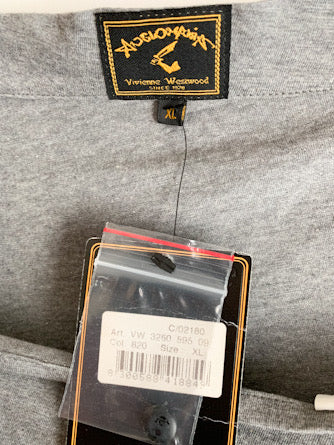 Anglomania
Vivienne Westwood
SINCE 1970
XL
C/02180
Art. VW 3250 595 09
Col. 820 Size XL